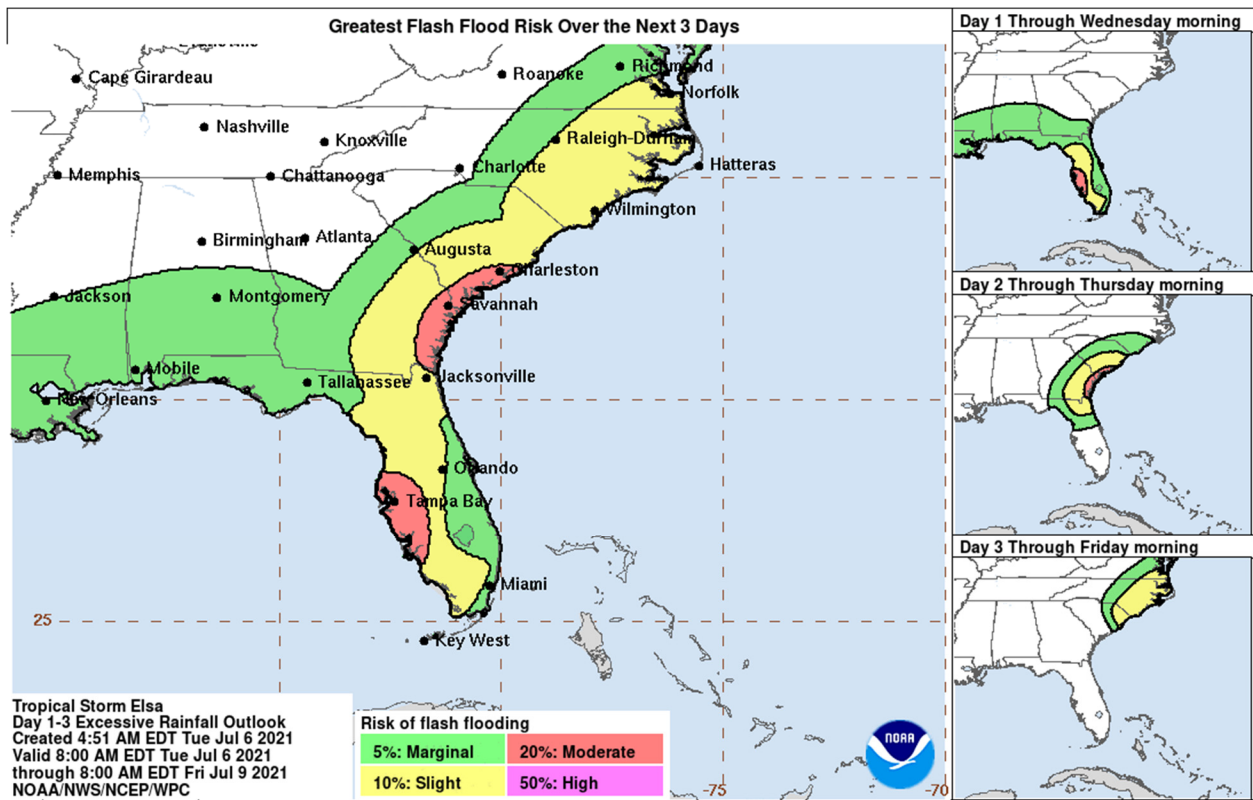 Greatest Flash Flood Risk Over the Next 3 Days
Cape Girardeau
Roanoke
Richmond
Norfolk
Nashville
Knoxville
Raleigh-Durham
Memphis
Chattanooga
Charlotte
Hatteras
Wilmington
Birmingham
Atlanta
Augusta
Charleston
Jackson
Montgomery
Savannah
Mobile
Tallahassee
Jacksonville
New Orleans
Orlando
Tampa Bay
Miami
25
Key West
-75
-70
Tropical Storm Elsa
Day 1-3 Excessive Rainfall Outlook
Created 4:51 AM EDT Tue Jul 6 2021
Valid 8:00 AM EDT Tue Jul 6 2021
through 8:00 AM EDT Fri Jul 9 2021
NOAA/NWS/NCEP/WPC
Risk of flash flooding
5%: Marginal
20%: Moderate
10%: Slight
50%: High
NOAA
Day 1 Through Wednesday morning
Day 2 Through Thursday morning
Day 3 Through Friday morning